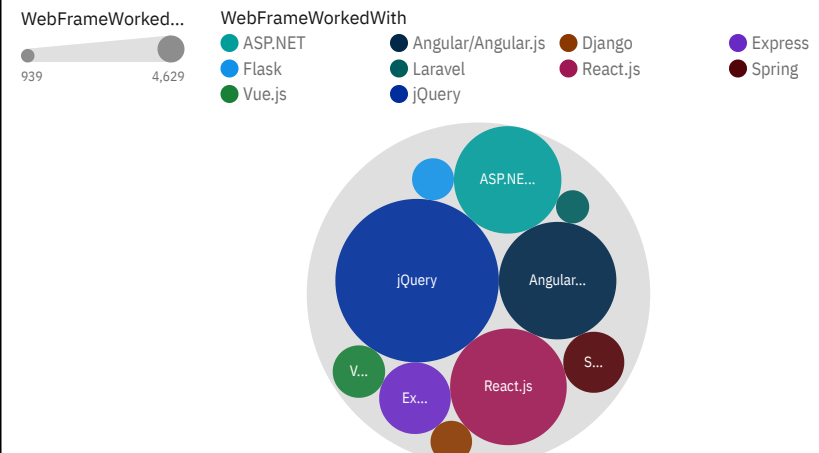 WebFrameWorked...
939
4,629
WebFrameWorkedWith
ASP.NET
Angular/Angular.js
Django
Express
Flask
Laravel
React.js
Spring
Vue.js
jQuery
ASP.NE...
jQuery
Angular...
V...
Ex...
React.js
S...